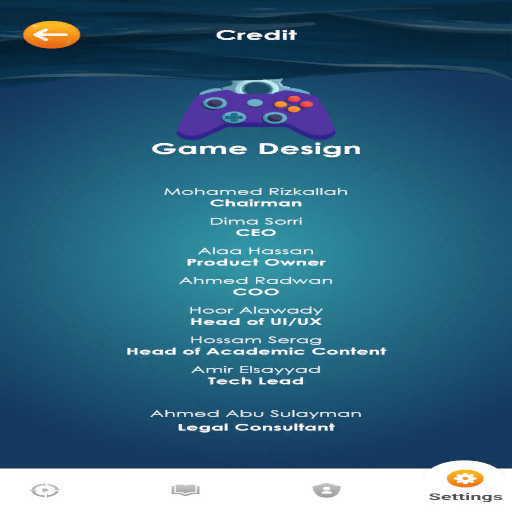 Credit
Game Design
Mohamed Rizkallah
Chairman
Dima Sorri
CEO
Alaa Hassan
Product Owner
Ahmed Radwan
COO
Hoor Alawady
Head of UI/UX
Hossam Serag
Head of Academic Content
Amir Elsayyad
Tech Lead
Ahmed Abu Sulayman
Legal Consultant
Settings